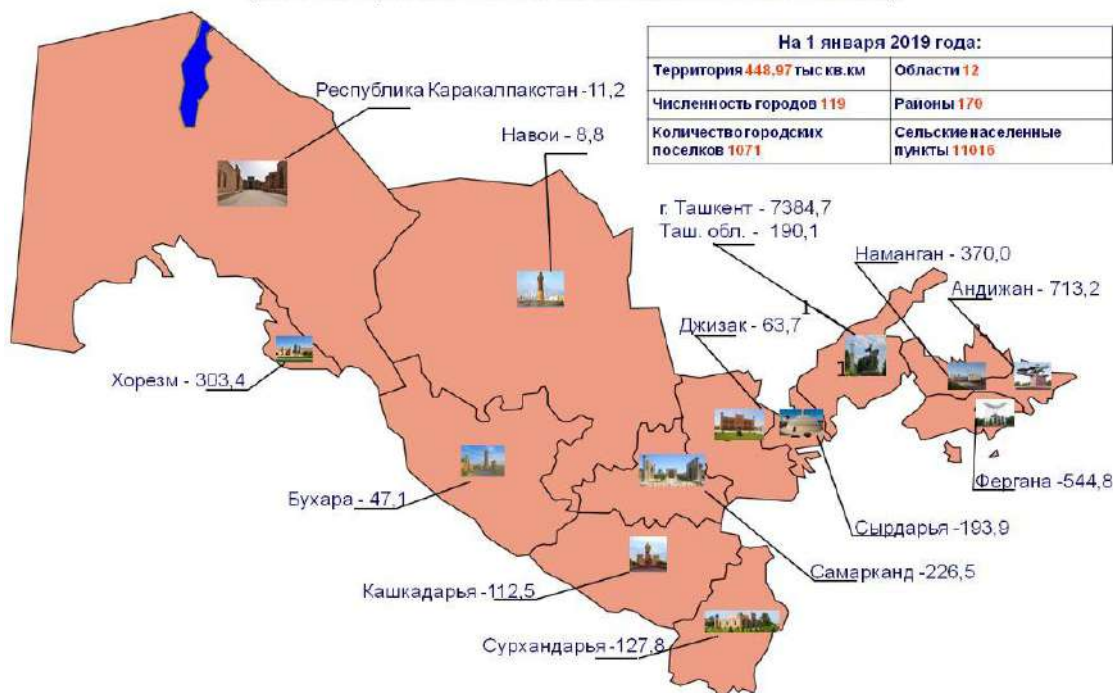 На 1 января 2019 года:
Территория 448,97 тыс кв.км
Области 12
Численность городов 119
Районы 170
Количество городских
поселков 1071
Сельские населенные
пункты 11016
Республика Каракалпакстан -11,2
Навои - 8,8
г. Ташкент - 7384,7
Таш. обл. - 190,1
Наманган - 370,0
Андижан - 713,2
1
Джизак - 63,7
Хорезм - 303,4
Бухара - 47,1
Фергана -544,8
Сырдарья -193,9
Самарканд -226,5
Кашкадарья -112,5
Сурхандарья -127,8